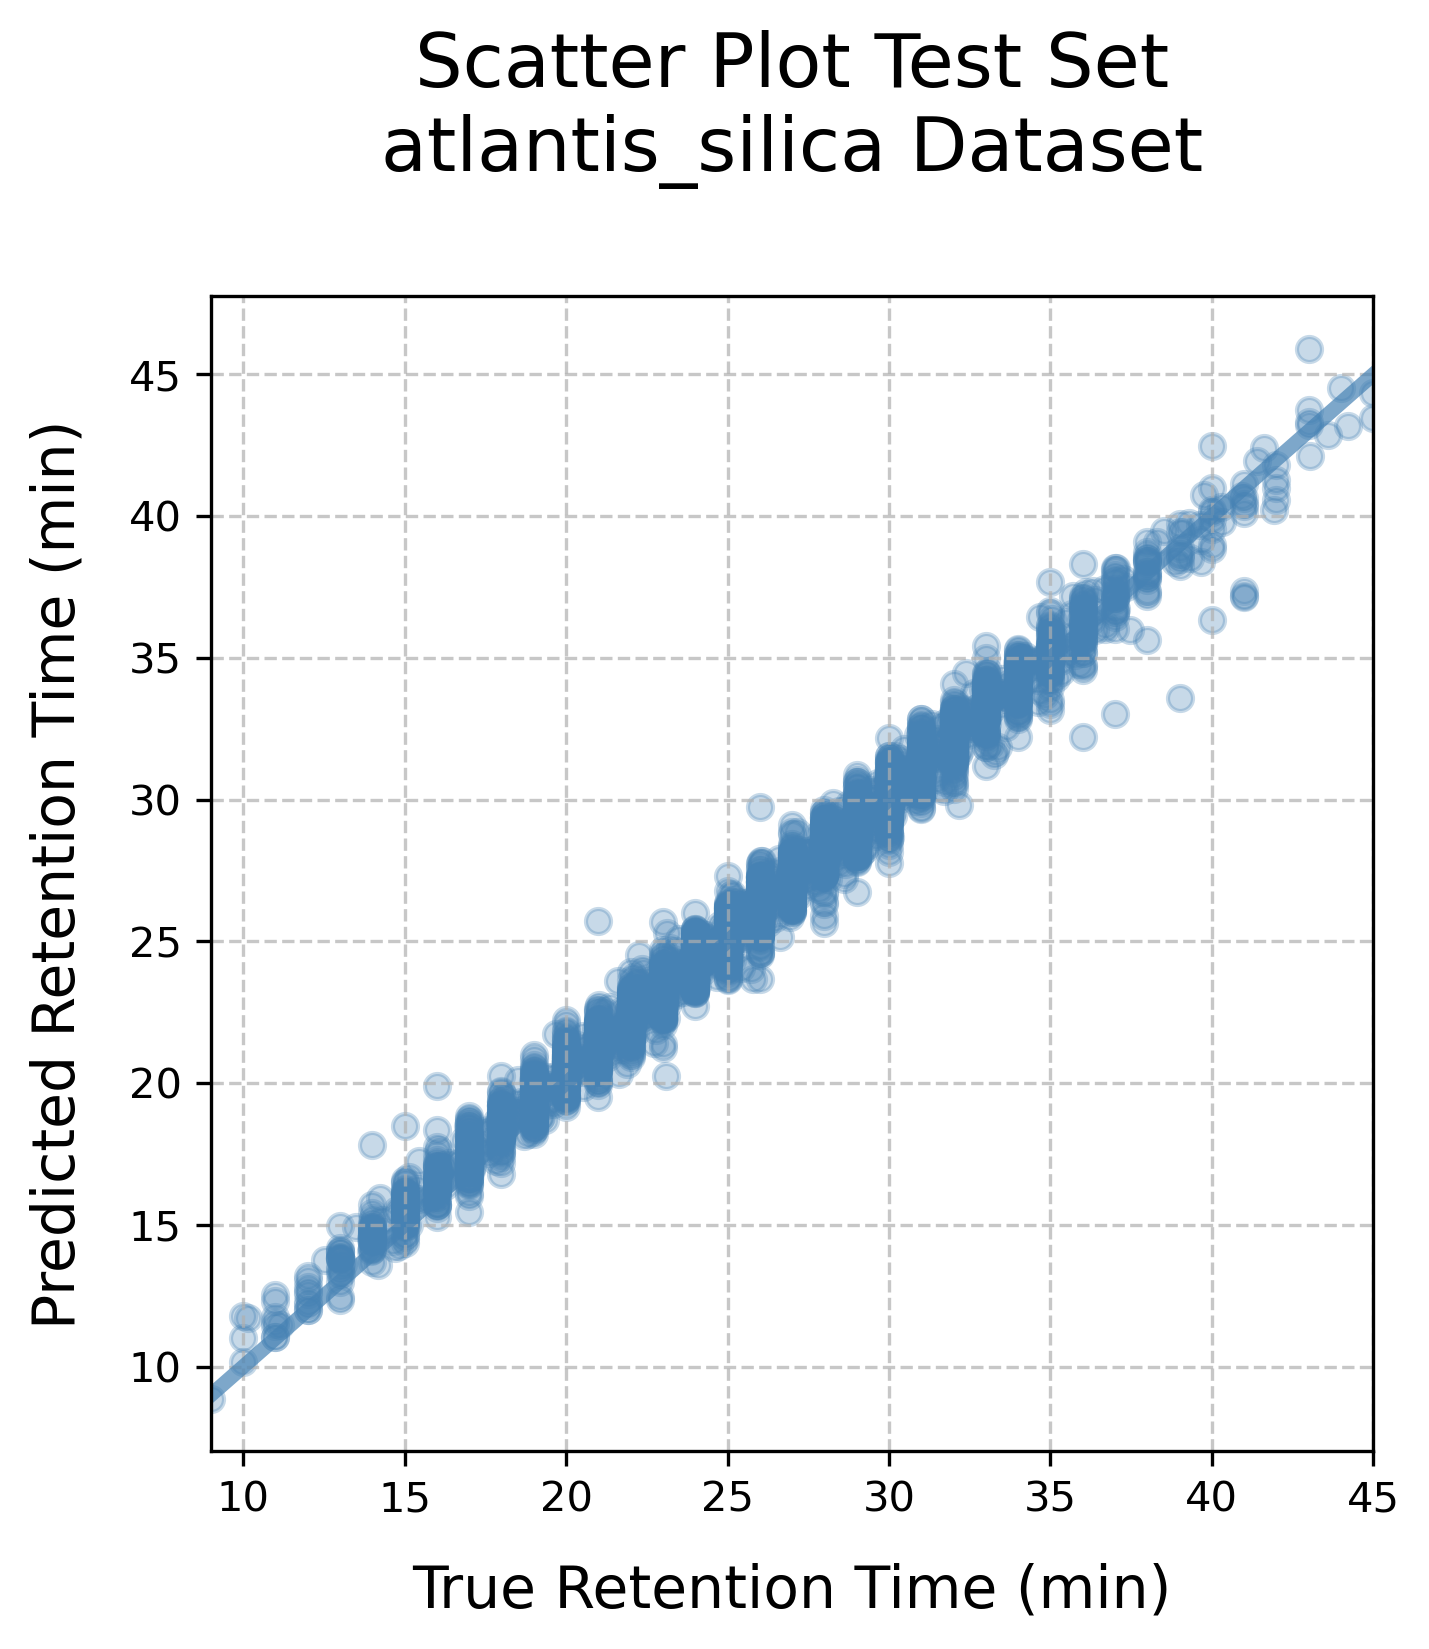 Scatter Plot Test Set
atlantis_silica Dataset
Predicted Retention Time (min)
45
40
35
30
25
20
15
10
10 15 20 25 30 35 40 45
True Retention Time (min)